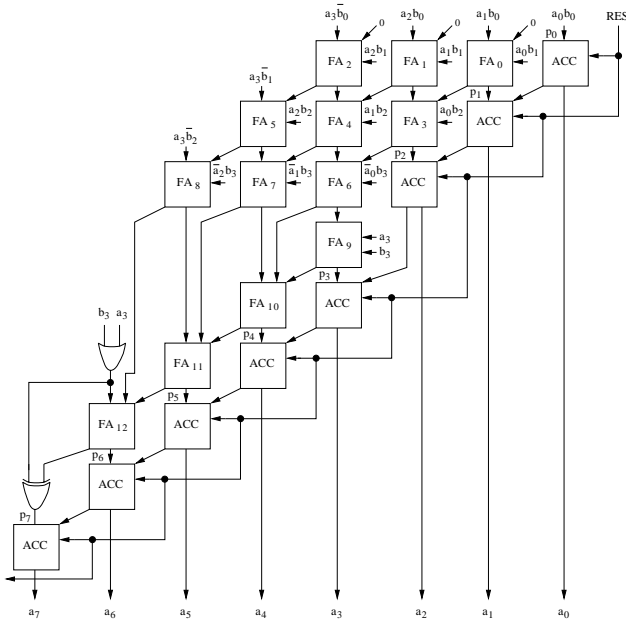 a₃b̅₀ a₂b₀ a₁b₀ a₀b₀ RES
0 0 0 p₀
FA₂ a₂b₁ FA₁ a₁b₁ FA₀ a₀b₁ ACC
a₃b̅₁ p₁
FA₅ a₂b₂ FA₄ a₁b₂ FA₃ a₀b₂ ACC
a₃b̅₂ p₂
FA₈ a̅₂b₃ FA₇ a̅₁b₃ FA₆ a̅₀b₃ ACC
FA₉ a₃
b₃
p₃
FA₁₀ ACC
b₃ a₃ p₄
FA₁₁ ACC
p₅
FA₁₂ ACC
p₆
ACC
p₇
ACC
a₇ a₆ a₅ a₄ a₃ a₂ a₁ a₀